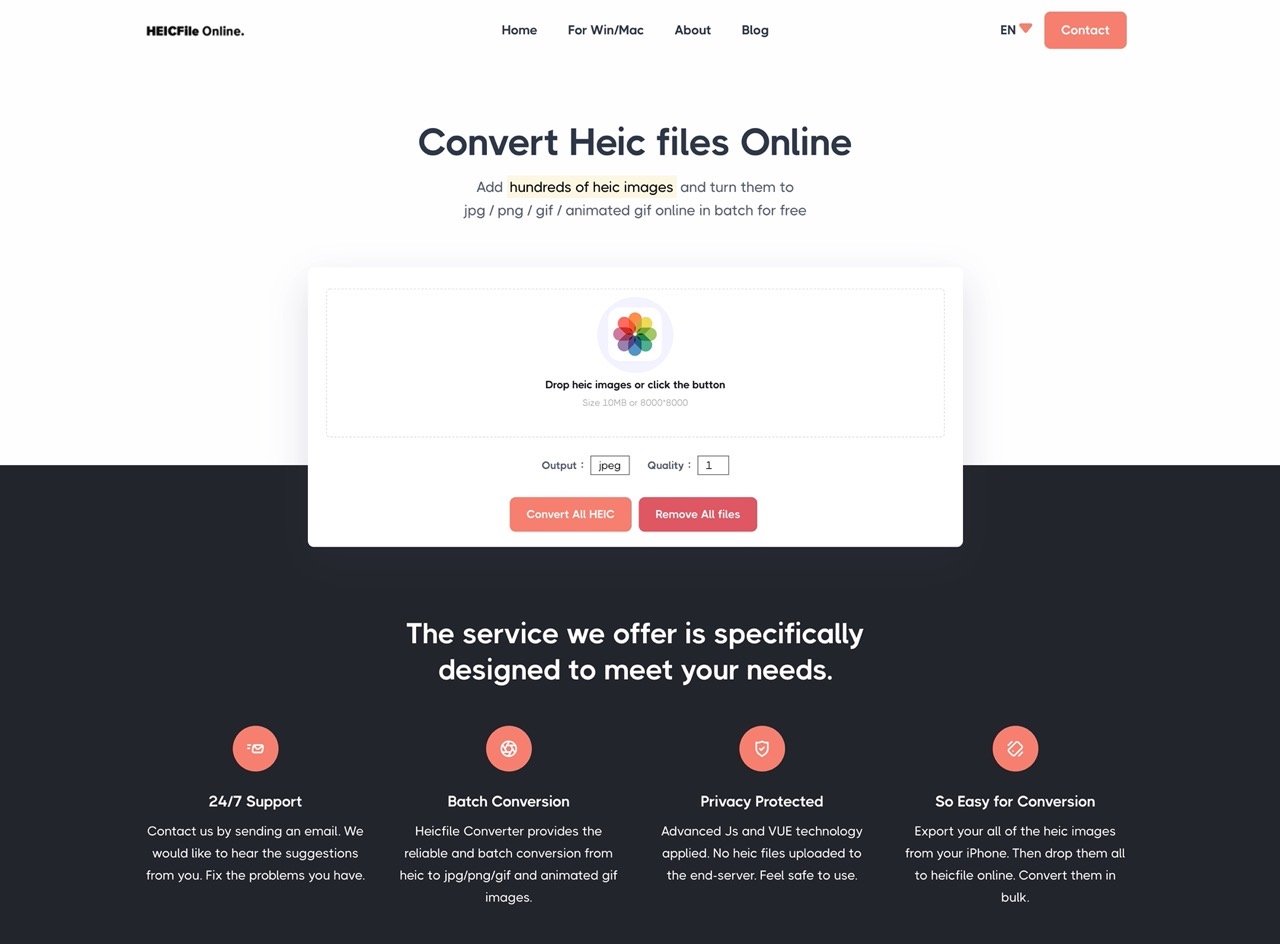 HEICFile Online.
Home
For Win/Mac
About
Blog
EN
Contact
Convert Heic files Online
Add hundreds of heic images and turn them to
jpg / png / gif / animated gif online in batch for free
Drop heic images or click the button
Size 10MB or 8000*8000
Output : jpeg
Quality : 1
Convert All HEIC
Remove All files
The service we offer is specifically
designed to meet your needs.
24/7 Support
Contact us by sending an email. We
would like to hear the suggestions
from you. Fix the problems you have.
Batch Conversion
Heicfile Converter provides the
reliable and batch conversion from
heic to jpg/png/gif and animated gif
images.
Privacy Protected
Advanced Js and VUE technology
applied. No heic files uploaded to
the end-server. Feel safe to use.
So Easy for Conversion
Export your all of the heic images
from your iPhone. Then drop them all
to heicfile online. Convert them in
bulk.